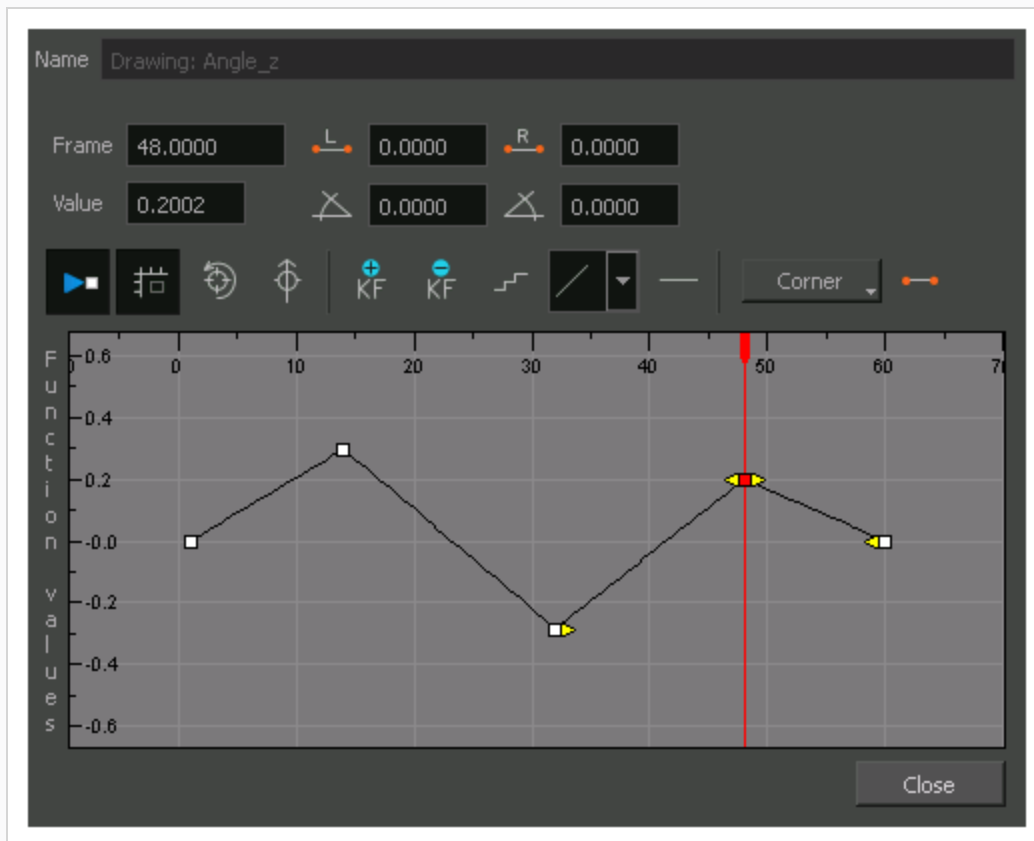 Name Drawing: Angle_z
Frame 48.0000 L 0.0000 R 0.0000
Value 0.2002 0.0000 0.0000
KF KF Corner
Function values
0 10 20 30 40 50 60
-0.6
-0.4
-0.2
-0.0
-0.2
-0.4
-0.6
Close